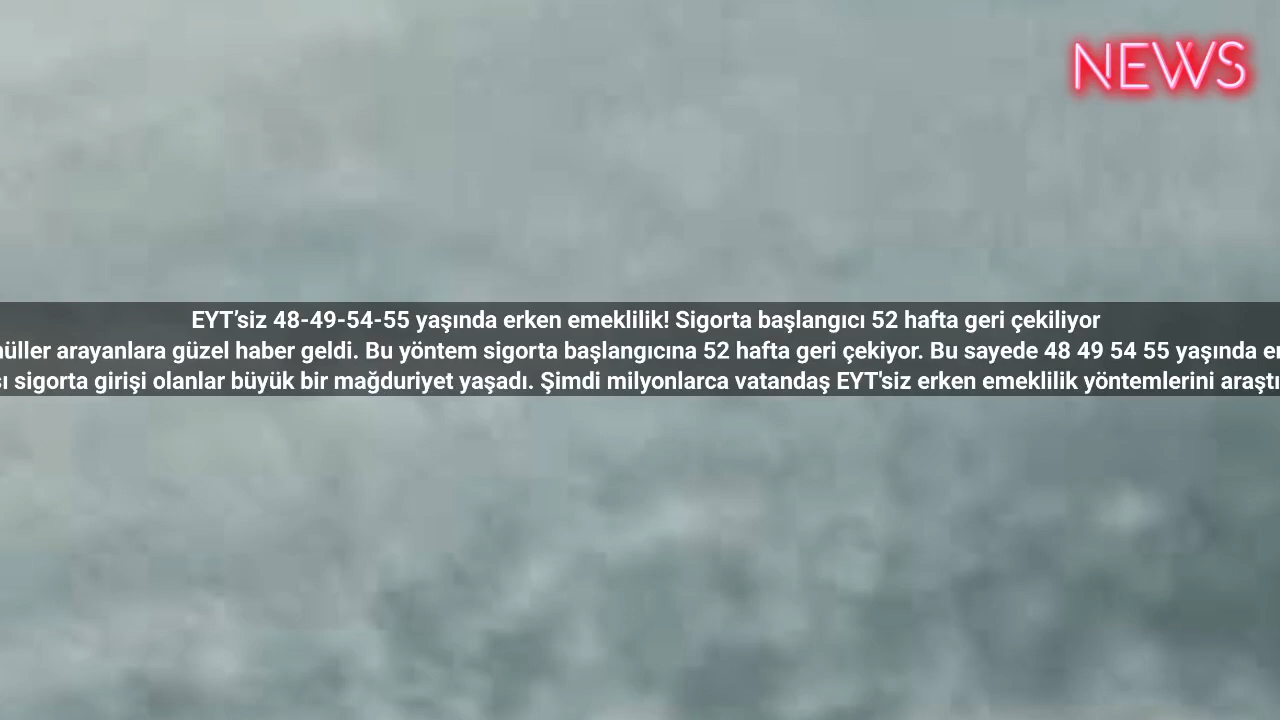 NEWS
EYT’siz 48-49-54-55 yaşında erken emeklilik! Sigorta başlangıcı 52 hafta geri çekiliyor
arayanlara güzel haber geldi. Bu yöntem sigorta başlangıcına 52 hafta geri çekiyor. Bu sayede 48 49 54 55 yaşında
sigorta girişi olanlar büyük bir mağduriyet yaşadı. Şimdi milyonlarca vatandaş EYT'siz erken emeklilik yöntemlerini